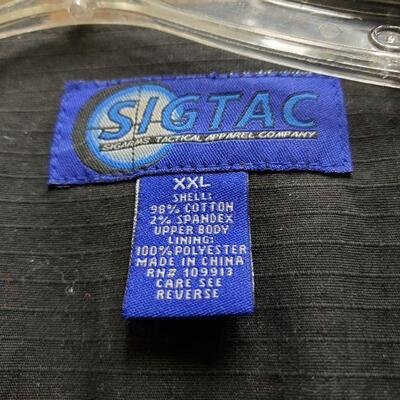 SIGTAC
SIGARMS TACTICAL APPAREL COMPANY
XXL
SHELL:
98% COTTON
2% SPANDEX
UPPER BODY
LINING:
100% POLYESTER
MADE IN CHINA
RN# 109913
CARE SEE
REVERSE